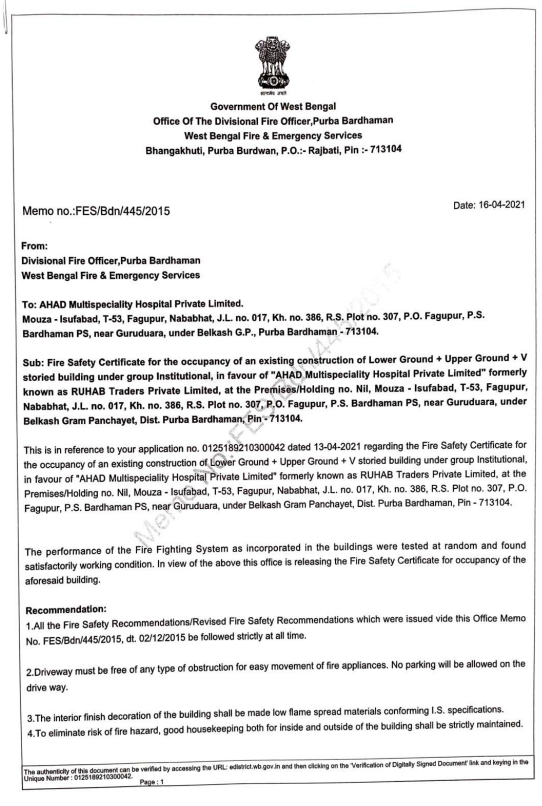 सत्यमेव जयते
Government Of West Bengal
Office Of The Divisional Fire Officer,Purba Bardhaman
West Bengal Fire & Emergency Services
Bhangakhuti, Purba Burdwan, P.O.:- Rajbati, Pin :- 713104
Memo no.:FES/Bdn/445/2015
Date: 16-04-2021
From:
Divisional Fire Officer,Purba Bardhaman
West Bengal Fire & Emergency Services
To: AHAD Multispeciality Hospital Private Limited.
Mouza - Isufabad, T-53, Fagupur, Nababhat, J.L. no. 017, Kh. no. 386, R.S. Plot no. 307, P.O. Fagupur, P.S.
Bardhaman PS, near Guruduara, under Belkash G.P., Purba Bardhaman - 713104.
Sub: Fire Safety Certificate for the occupancy of an existing construction of Lower Ground + Upper Ground + V
storied building under group Institutional, in favour of "AHAD Multispeciality Hospital Private Limited" formerly
known as RUHAB Traders Private Limited, at the Premises/Holding no. Nil, Mouza - Isufabad, T-53, Fagupur,
Nababhat, J.L. no. 017, Kh. no. 386, R.S. Plot no. 307, P.O. Fagupur, P.S. Bardhaman PS, near Guruduara, under
Belkash Gram Panchayet, Dist. Purba Bardhaman, Pin - 713104.
This is in reference to your application no. 0125189210300042 dated 13-04-2021 regarding the Fire Safety Certificate for
the occupancy of an existing construction of Lower Ground + Upper Ground + V storied building under group Institutional,
in favour of "AHAD Multispeciality Hospital Private Limited" formerly known as RUHAB Traders Private Limited, at the
Premises/Holding no. Nil, Mouza - Isufabad, T-53, Fagupur, Nababhat, J.L. no. 017, Kh. no. 386, R.S. Plot no. 307, P.O.
Fagupur, P.S. Bardhaman PS, near Guruduara, under Belkash Gram Panchayet, Dist. Purba Bardhaman, Pin - 713104.
The performance of the Fire Fighting System as incorporated in the buildings were tested at random and found
satisfactorily working condition. In view of the above this office is releasing the Fire Safety Certificate for occupancy of the
aforesaid building.
Recommendation:
1.All the Fire Safety Recommendations/Revised Fire Safety Recommendations which were issued vide this Office Memo
No. FES/Bdn/445/2015, dt. 02/12/2015 be followed strictly at all time.
2.Driveway must be free of any type of obstruction for easy movement of fire appliances. No parking will be allowed on the
drive way.
3.The interior finish decoration of the building shall be made low flame spread materials conforming I.S. specifications.
4.To eliminate risk of fire hazard, good housekeeping both for inside and outside of the building shall be strictly maintained.
The authenticity of this document can be verified by accessing the URL: edistrict.wb.gov.in and then clicking on the 'Verification of Digitally Signed Document' link and keying in the
Unique Number : 0125189210300042.
Page : 1
Memo No.:FES/Bdn/445/2015